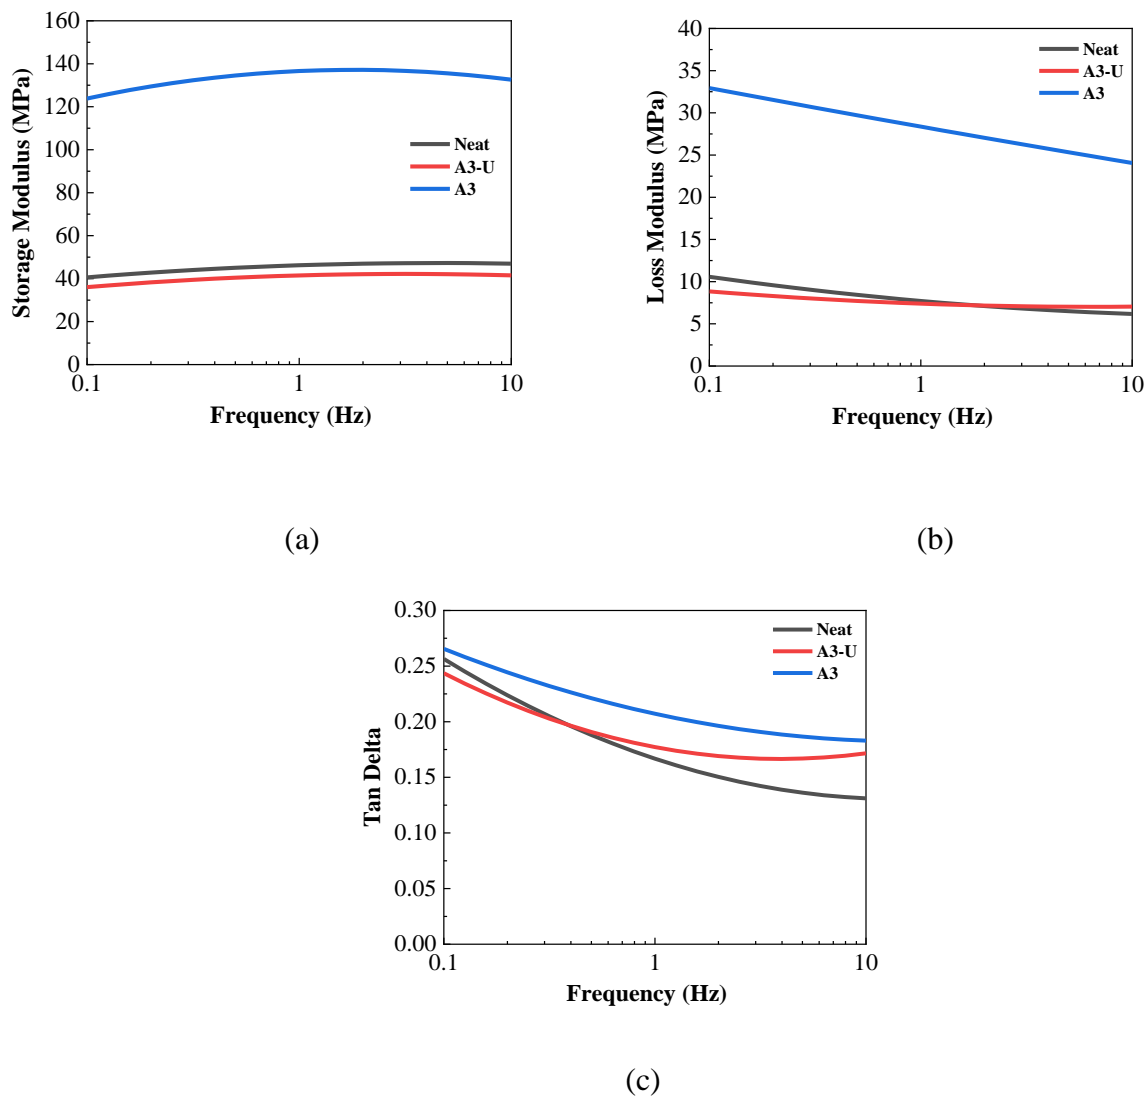 160
140
120
100
80
60
40
20
0
Storage Modulus (MPa)
Neat
A3-U
A3
0.1 1 10
Frequency (Hz)
(a)
40
35
30
25
20
15
10
5
0
Loss Modulus (MPa)
Neat
A3-U
A3
0.1 1 10
Frequency (Hz)
(b)
0.30
0.25
0.20
0.15
0.10
0.05
0.00
Tan Delta
Neat
A3-U
A3
0.1 1 10
Frequency (Hz)
(c)